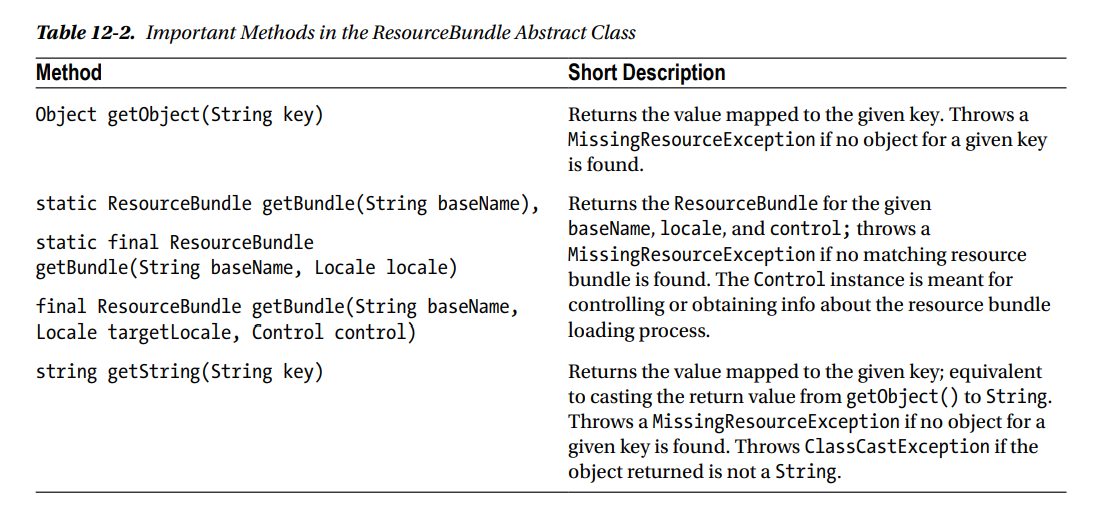 Table 12-2. Important Methods in the ResourceBundle Abstract Class
Method Short Description
Object getObject(String key)
Returns the value mapped to the given key. Throws a
MissingResourceException if no object for a given key
is found.
static ResourceBundle getBundle(String baseName),
static final ResourceBundle
getBundle(String baseName, Locale locale)
final ResourceBundle getBundle(String baseName,
Locale targetLocale, Control control)
Returns the ResourceBundle for the given
baseName, locale, and control; throws a
MissingResourceException if no matching resource
bundle is found. The Control instance is meant for
controlling or obtaining info about the resource bundle
loading process.
string getString(String key)
Returns the value mapped to the given key; equivalent
to casting the return value from getObject() to String.
Throws a MissingResourceException if no object for a
given key is found. Throws ClassCastException if the
object returned is not a String.